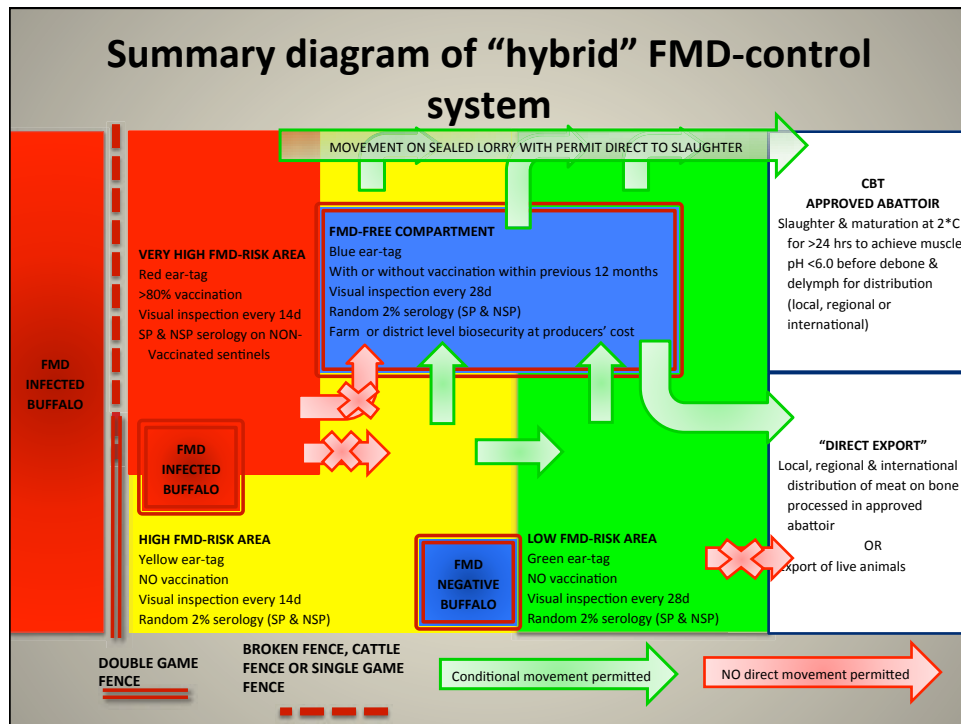 Summary diagram of “hybrid” FMD-control
system
MOVEMENT ON SEALED LORRY WITH PERMIT DIRECT TO SLAUGHTER
FMD
INFECTED
BUFFALO
VERY HIGH FMD-RISK AREA
Red ear-tag
>80% vaccination
Visual inspection every 14d
SP & NSP serology on NON-
Vaccinated sentinels
FMD-FREE COMPARTMENT
Blue ear-tag
With or without vaccination within previous 12 months
Visual inspection every 28d
Random 2% serology (SP & NSP)
Farm or district level biosecurity at producers’ cost
CBT
APPROVED ABATTOIR
Slaughter & maturation at 2*C
for >24 hrs to achieve muscle
pH <6.0 before debone &
delymph for distribution
(local, regional or
international)
FMD
INFECTED
BUFFALO
“DIRECT EXPORT”
Local, regional & international
distribution of meat on bone
processed in approved
abattoir
OR
export of live animals
HIGH FMD-RISK AREA
Yellow ear-tag
NO vaccination
Visual inspection every 14d
Random 2% serology (SP & NSP)
FMD
NEGATIVE
BUFFALO
LOW FMD-RISK AREA
Green ear-tag
NO vaccination
Visual inspection every 28d
Random 2% serology (SP & NSP)
DOUBLE GAME
FENCE
BROKEN FENCE, CATTLE
FENCE OR SINGLE GAME
FENCE
Conditional movement permitted
NO direct movement permitted